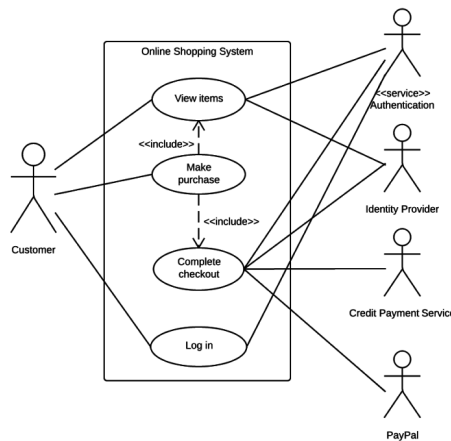 Online Shopping System
View items
<<service>>
Authentication
<<include>>
Make
purchase
Customer
Identity Provider
<<include>>
Complete
checkout
Credit Payment Service
Log in
PayPal